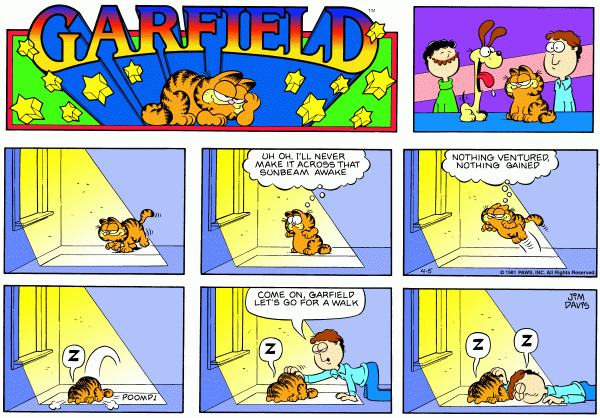 GARFIELD
TM
UH OH. I'LL NEVER
MAKE IT ACROSS THAT
SUNBEAM AWAKE
NOTHING VENTURED,
NOTHING GAINED
4-5
© 1981 PAWS, INC. All Rights Reserved.
Z
POOMP!
COME ON, GARFIELD
LET'S GO FOR A WALK
Z
JIM
DAVIS
Z
Z